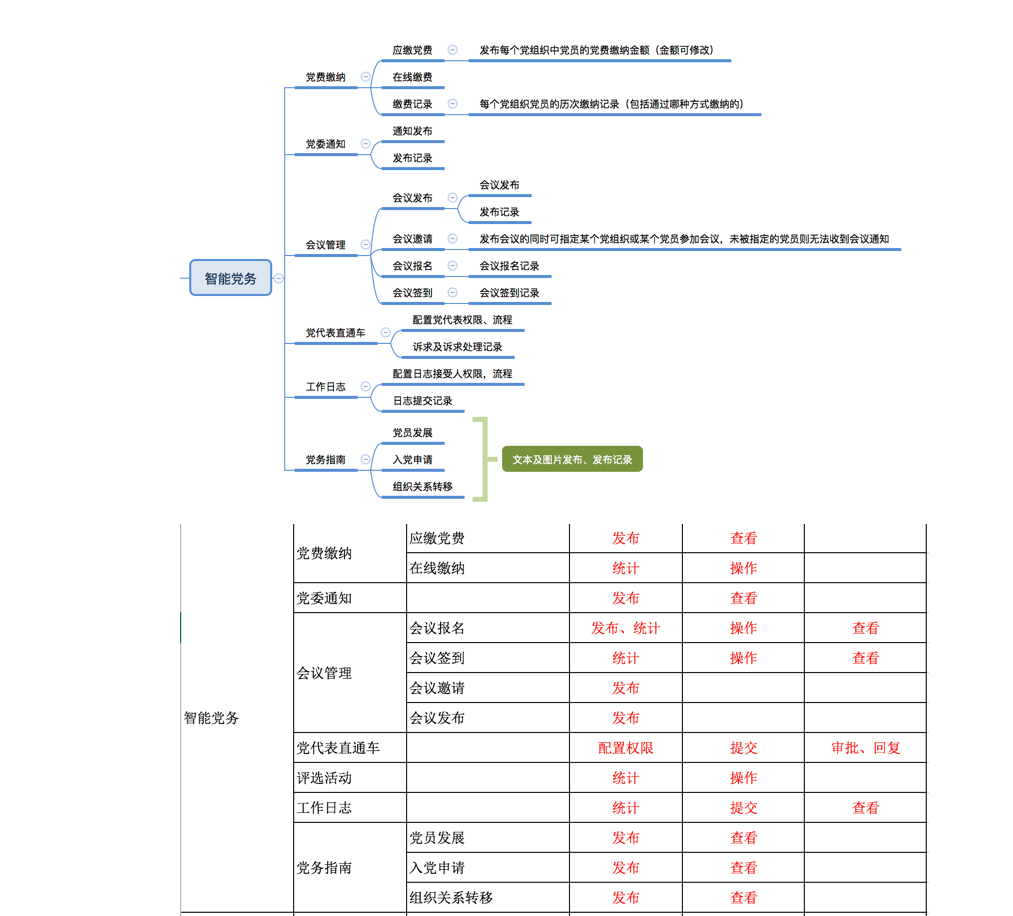 应缴党费 发布每个党组织中党员的党费缴纳金额（金额可修改）
党费缴纳
在线缴费
缴费记录 每个党组织党员的历次缴纳记录（包括通过哪种方式缴纳的）
通知发布
党委通知
发布记录
会议发布
会议发布
发布记录
会议管理
会议邀请 发布会议的同时可指定某个党组织或某个党员参加会议，未被指定的党员则无法收到会议通知
会议报名 会议报名记录
智能党务
会议签到 会议签到记录
配置党代表权限、流程
党代表直通车
诉求及诉求处理记录
配置日志接受人权限，流程
工作日志
日志提交记录
党员发展
党务指南
入党申请
文本及图片发布、发布记录
组织关系转移
智能党务
党费缴纳
应缴党费 发布 查看
在线缴纳 统计 操作
党委通知 发布 查看
会议管理
会议报名 发布、统计 操作 查看
会议签到 统计 操作 查看
会议邀请 发布
会议发布 发布
党代表直通车 配置权限 提交 审批、回复
评选活动 统计 操作
工作日志 统计 提交 查看
党务指南
党员发展 发布 查看
入党申请 发布 查看
组织关系转移 发布 查看